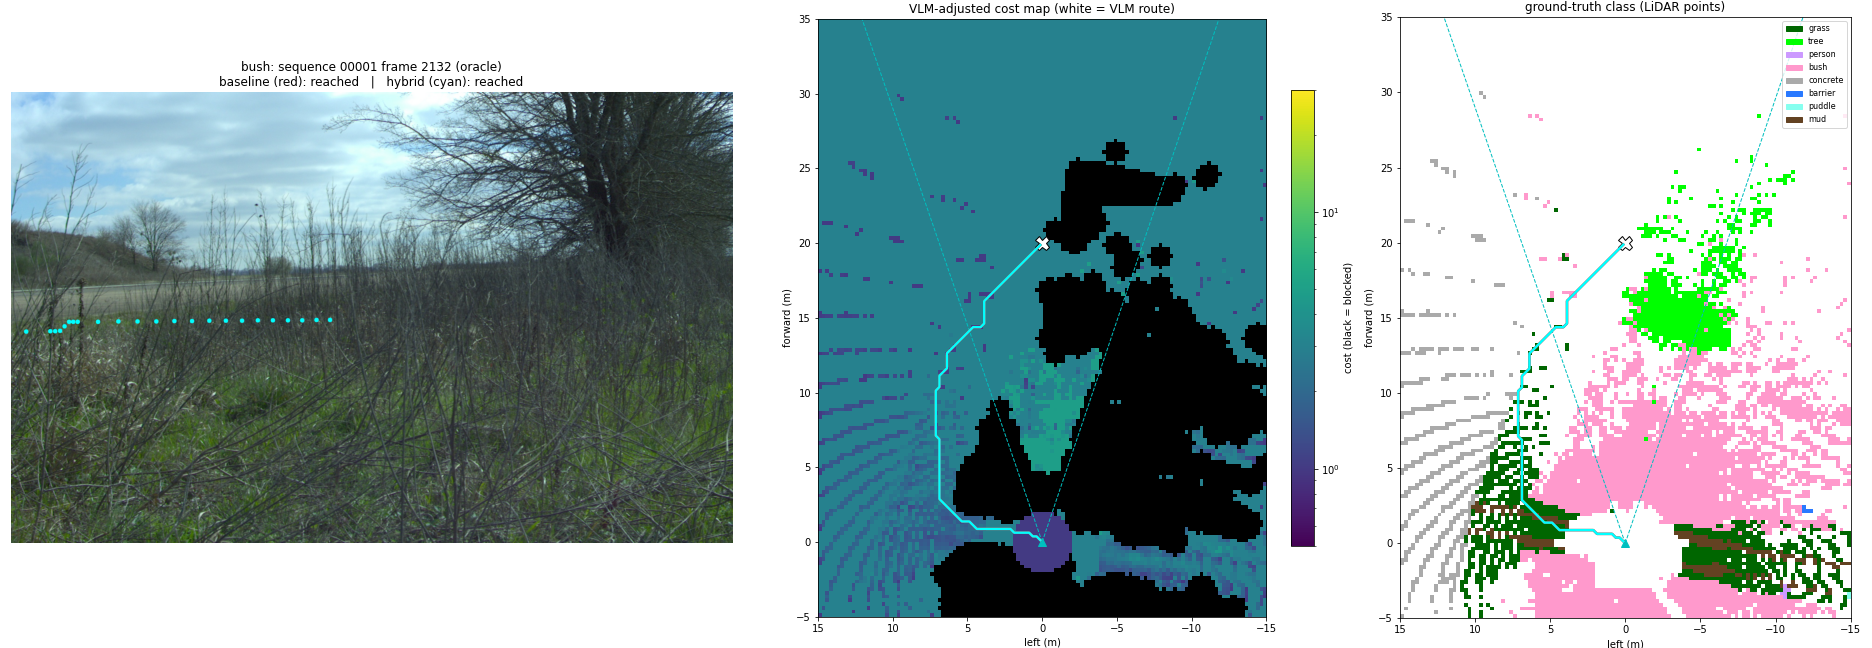 bush: sequence 00001 frame 2132 (oracle)
baseline (red): reached | hybrid (cyan): reached
VLM-adjusted cost map (white = VLM route)
35
30
25
20
15
10
5
0
−5
forward (m)
15 10 5 0 −5 −10 −15
left (m)
10¹
10⁰
cost (black = blocked)
ground-truth class (LiDAR points)
35
30
25
20
15
10
5
0
−5
forward (m)
15 10 5 0 −5 −10 −15
left (m)
grass
tree
person
bush
concrete
barrier
puddle
mud